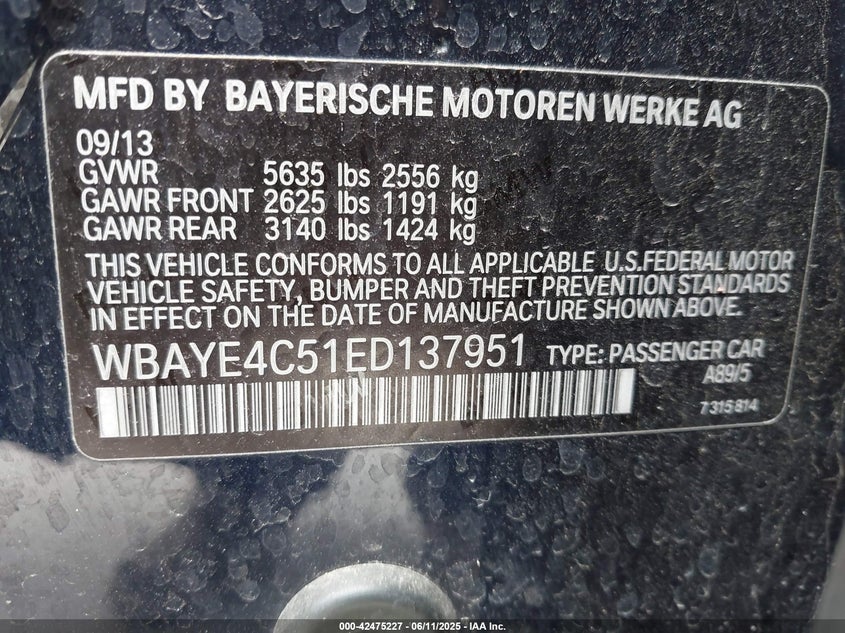 MFD BY BAYERISCHE MOTOREN WERKE AG
09/13
GVWR 5635 lbs 2556 kg
GAWR FRONT 2625 lbs 1191 kg
GAWR REAR 3140 lbs 1424 kg
THIS VEHICLE CONFORMS TO ALL APPLICABLE U.S.FEDERAL MOTOR
VEHICLE SAFETY, BUMPER AND THEFT PREVENTION STANDARDS
IN EFFECT ON THE DATE OF MANUFACTURE SHOWN ABOVE.
WBAYE4C51ED137951 TYPE: PASSENGER CAR
A89/5
7 315 814
000-42475227 - 06/11/2025 - IAA Inc.